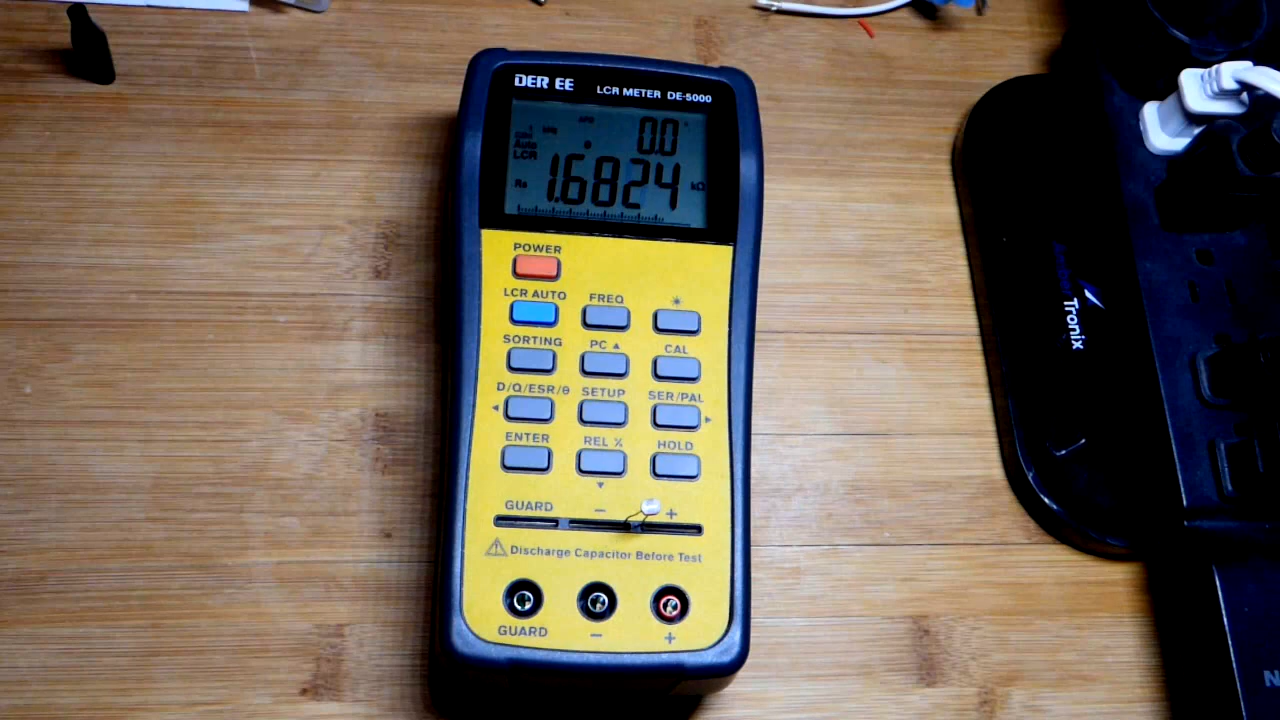 DER EE LCR METER DE-5000
0.0 °
Auto
LCR
Rs 1.6824 kΩ
POWER
LCR AUTO FREQ ☀
SORTING PC ▲ CAL
D/Q/ESR/θ SETUP SER/PAL
◄ ►
ENTER REL % HOLD
▼
GUARD − +
Discharge Capacitor Before Test
GUARD − +
Tronix
N